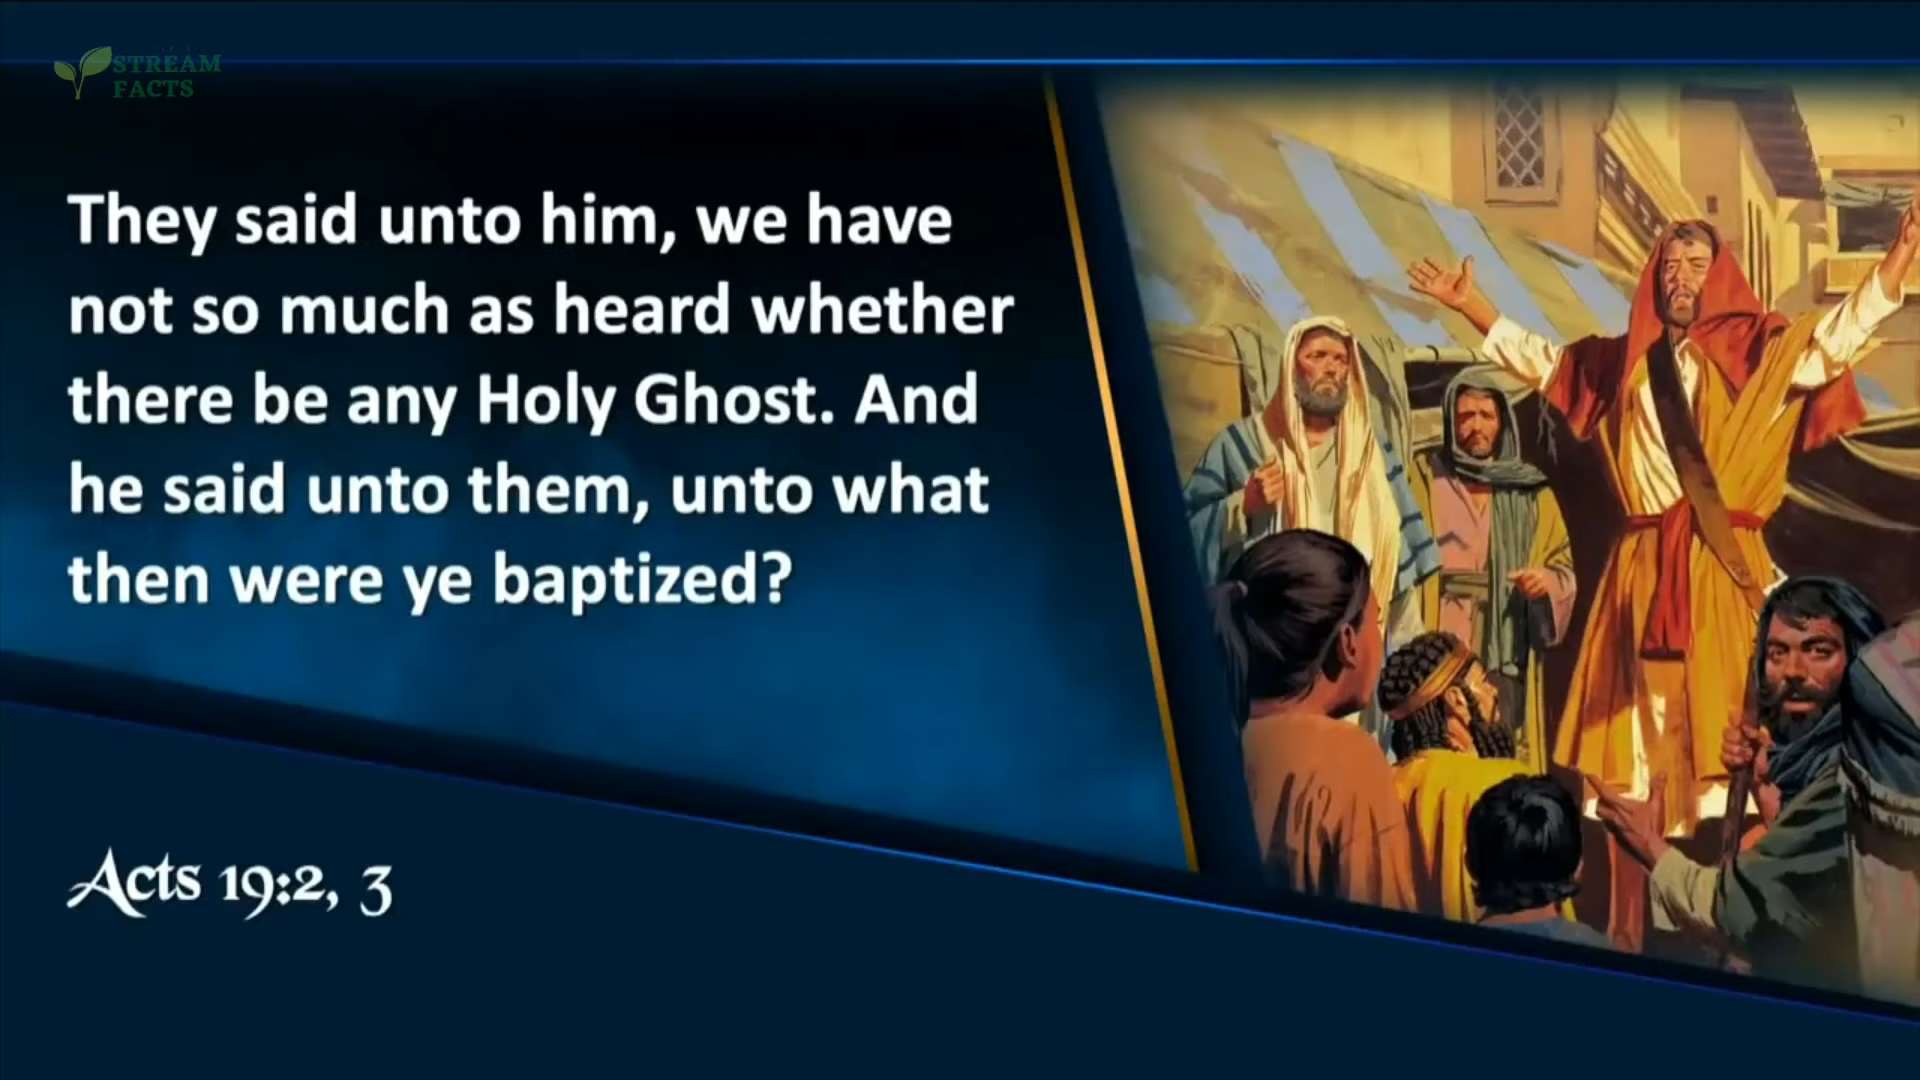 STREAM
FACTS
They said unto him, we have
not so much as heard whether
there be any Holy Ghost. And
he said unto them, unto what
then were ye baptized?
Acts 19:2, 3